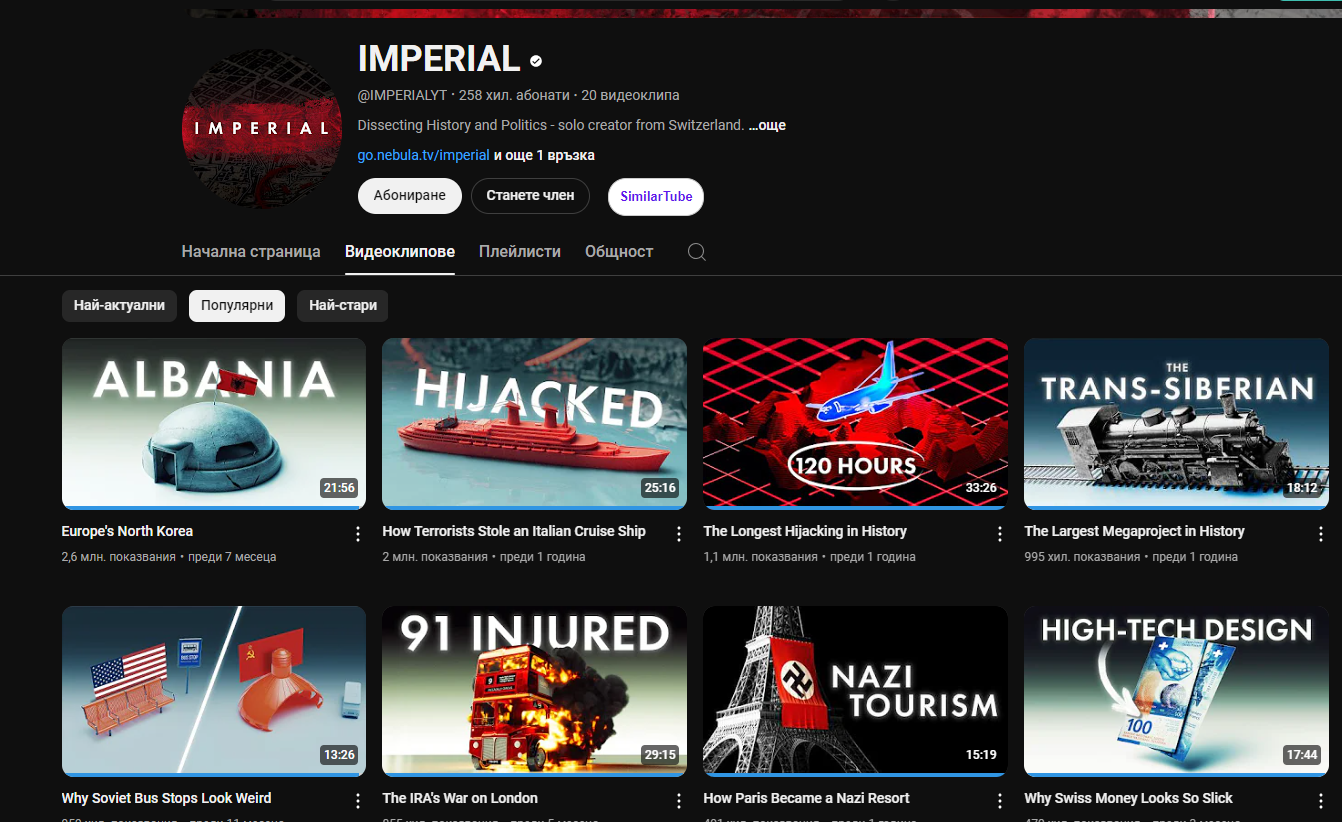 IMPERIAL
IMPERIAL
@IMPERIALYT · 258 хил. абонати · 20 видеоклипа
Dissecting History and Politics - solo creator from Switzerland. ...още
go.nebula.tv/imperial и още 1 връзка
Абониране
Станете член
SimilarTube
Начална страница
Видеоклипове
Плейлисти
Общност
Най-актуални
Популярни
Най-стари
ALBANIA
21:56
Europe's North Korea
2,6 млн. показвания • преди 7 месеца
HIJACKED
25:16
How Terrorists Stole an Italian Cruise Ship
2 млн. показвания • преди 1 година
120 HOURS
33:26
The Longest Hijacking in History
1,1 млн. показвания • преди 1 година
THE
TRANS-SIBERIAN
18:12
The Largest Megaproject in History
995 хил. показвания • преди 1 година
13:26
Why Soviet Bus Stops Look Weird
91 INJURED
9
29:15
The IRA's War on London
NAZI
TOURISM
15:19
How Paris Became a Nazi Resort
HIGH-TECH DESIGN
100
17:44
Why Swiss Money Looks So Slick